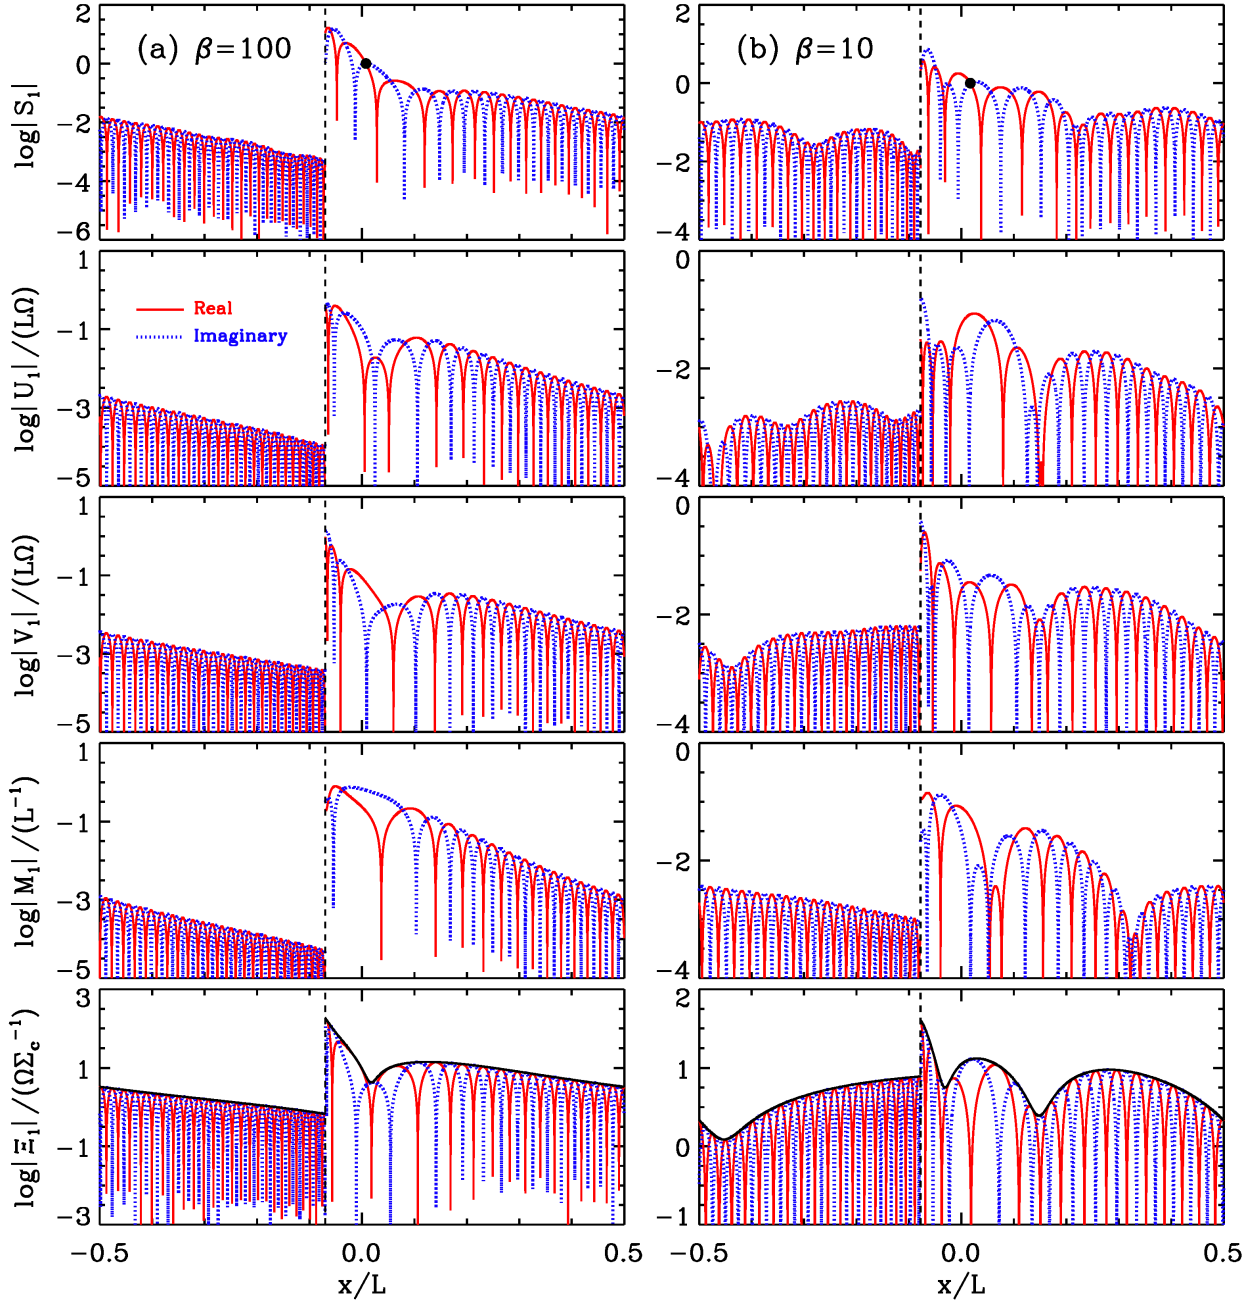 (a) β=100
(b) β=10
log|S₁|
2
0
−2
−4
−6
2
0
−2
−4
log|U₁|/(LΩ)
Real
Imaginary
1
−1
−3
−5
0
−2
−4
log|V₁|/(LΩ)
1
−1
−3
−5
0
−2
−4
log|M₁|/(L⁻¹)
1
−1
−3
−5
0
−2
−4
log|Ξ₁|/(ΩΣc⁻¹)
3
1
−1
−3
2
1
0
−1
−0.5 0.0 0.5
−0.5 0.0 0.5
x/L
x/L